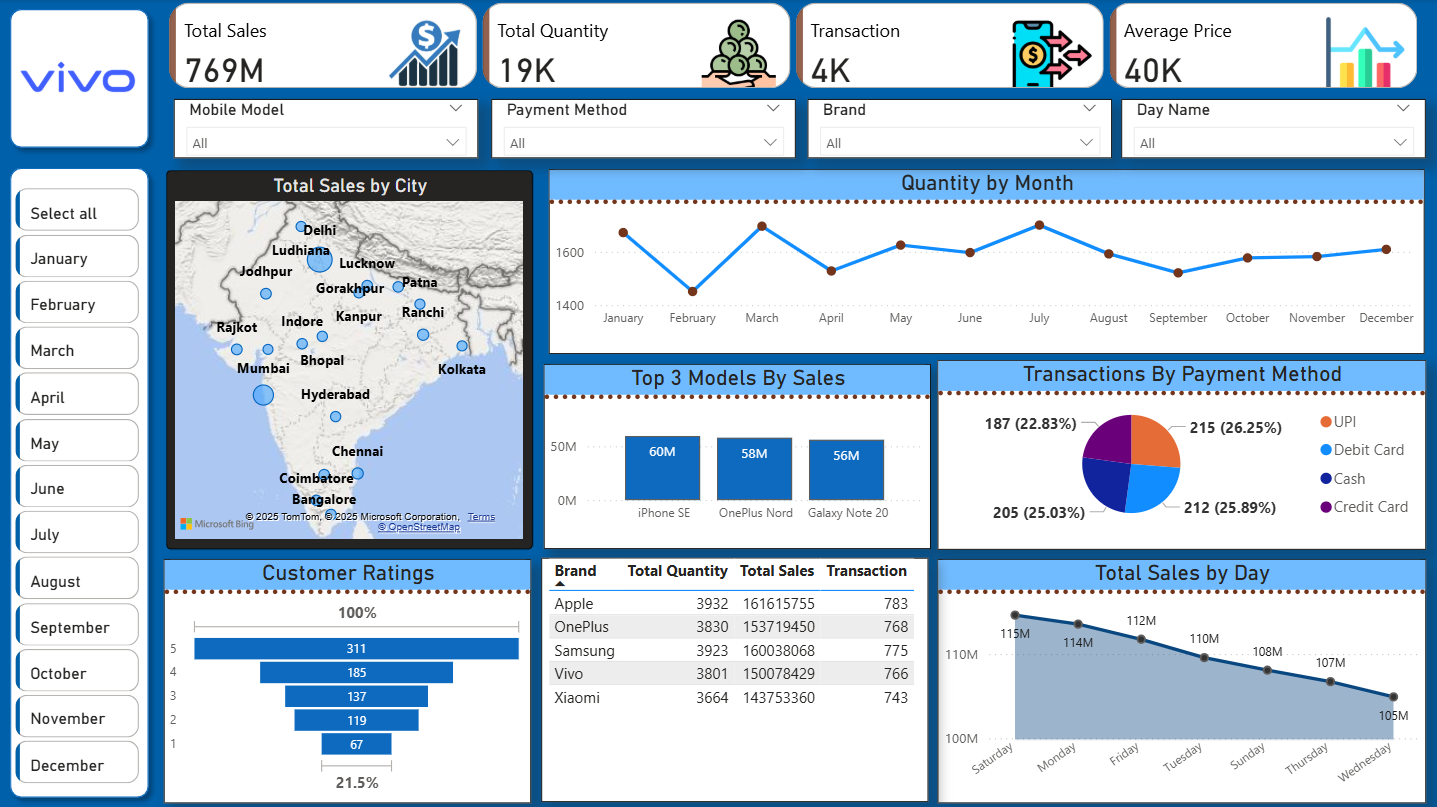 vivo
Total Sales
769M
Total Quantity
19K
Transaction
4K
Average Price
40K
Mobile Model
All
Payment Method
All
Brand
All
Day Name
All
Select all
January
February
March
April
May
June
July
August
September
October
November
December
Total Sales by City
Delhi
Ludhiana
Lucknow
Jodhpur
Gorakhpur
Patna
Ranchi
Kanpur
Rajkot
Indore
Bhopal
Mumbai
Kolkata
Hyderabad
Chennai
Coimbatore
Bangalore
© 2025 TomTom, © 2025 Microsoft Corporation, Terms
Microsoft Bing
© OpenStreetMap
Quantity by Month
1600
1400
January February March April May June July August September October November December
Top 3 Models By Sales
50M
0M
60M 58M 56M
iPhone SE OnePlus Nord Galaxy Note 20
Transactions By Payment Method
187 (22.83%)
215 (26.25%)
205 (25.03%)
212 (25.89%)
UPI
Debit Card
Cash
Credit Card
Customer Ratings
100%
5 311
4 185
3 137
2 119
1 67
21.5%
Brand Total Quantity Total Sales Transaction
Apple 3932 161615755 783
OnePlus 3830 153719450 768
Samsung 3923 160038068 775
Vivo 3801 150078429 766
Xiaomi 3664 143753360 743
Total Sales by Day
110M
100M
115M 114M 112M 110M 108M 107M 105M
Saturday Monday Friday Tuesday Sunday Thursday Wednesday